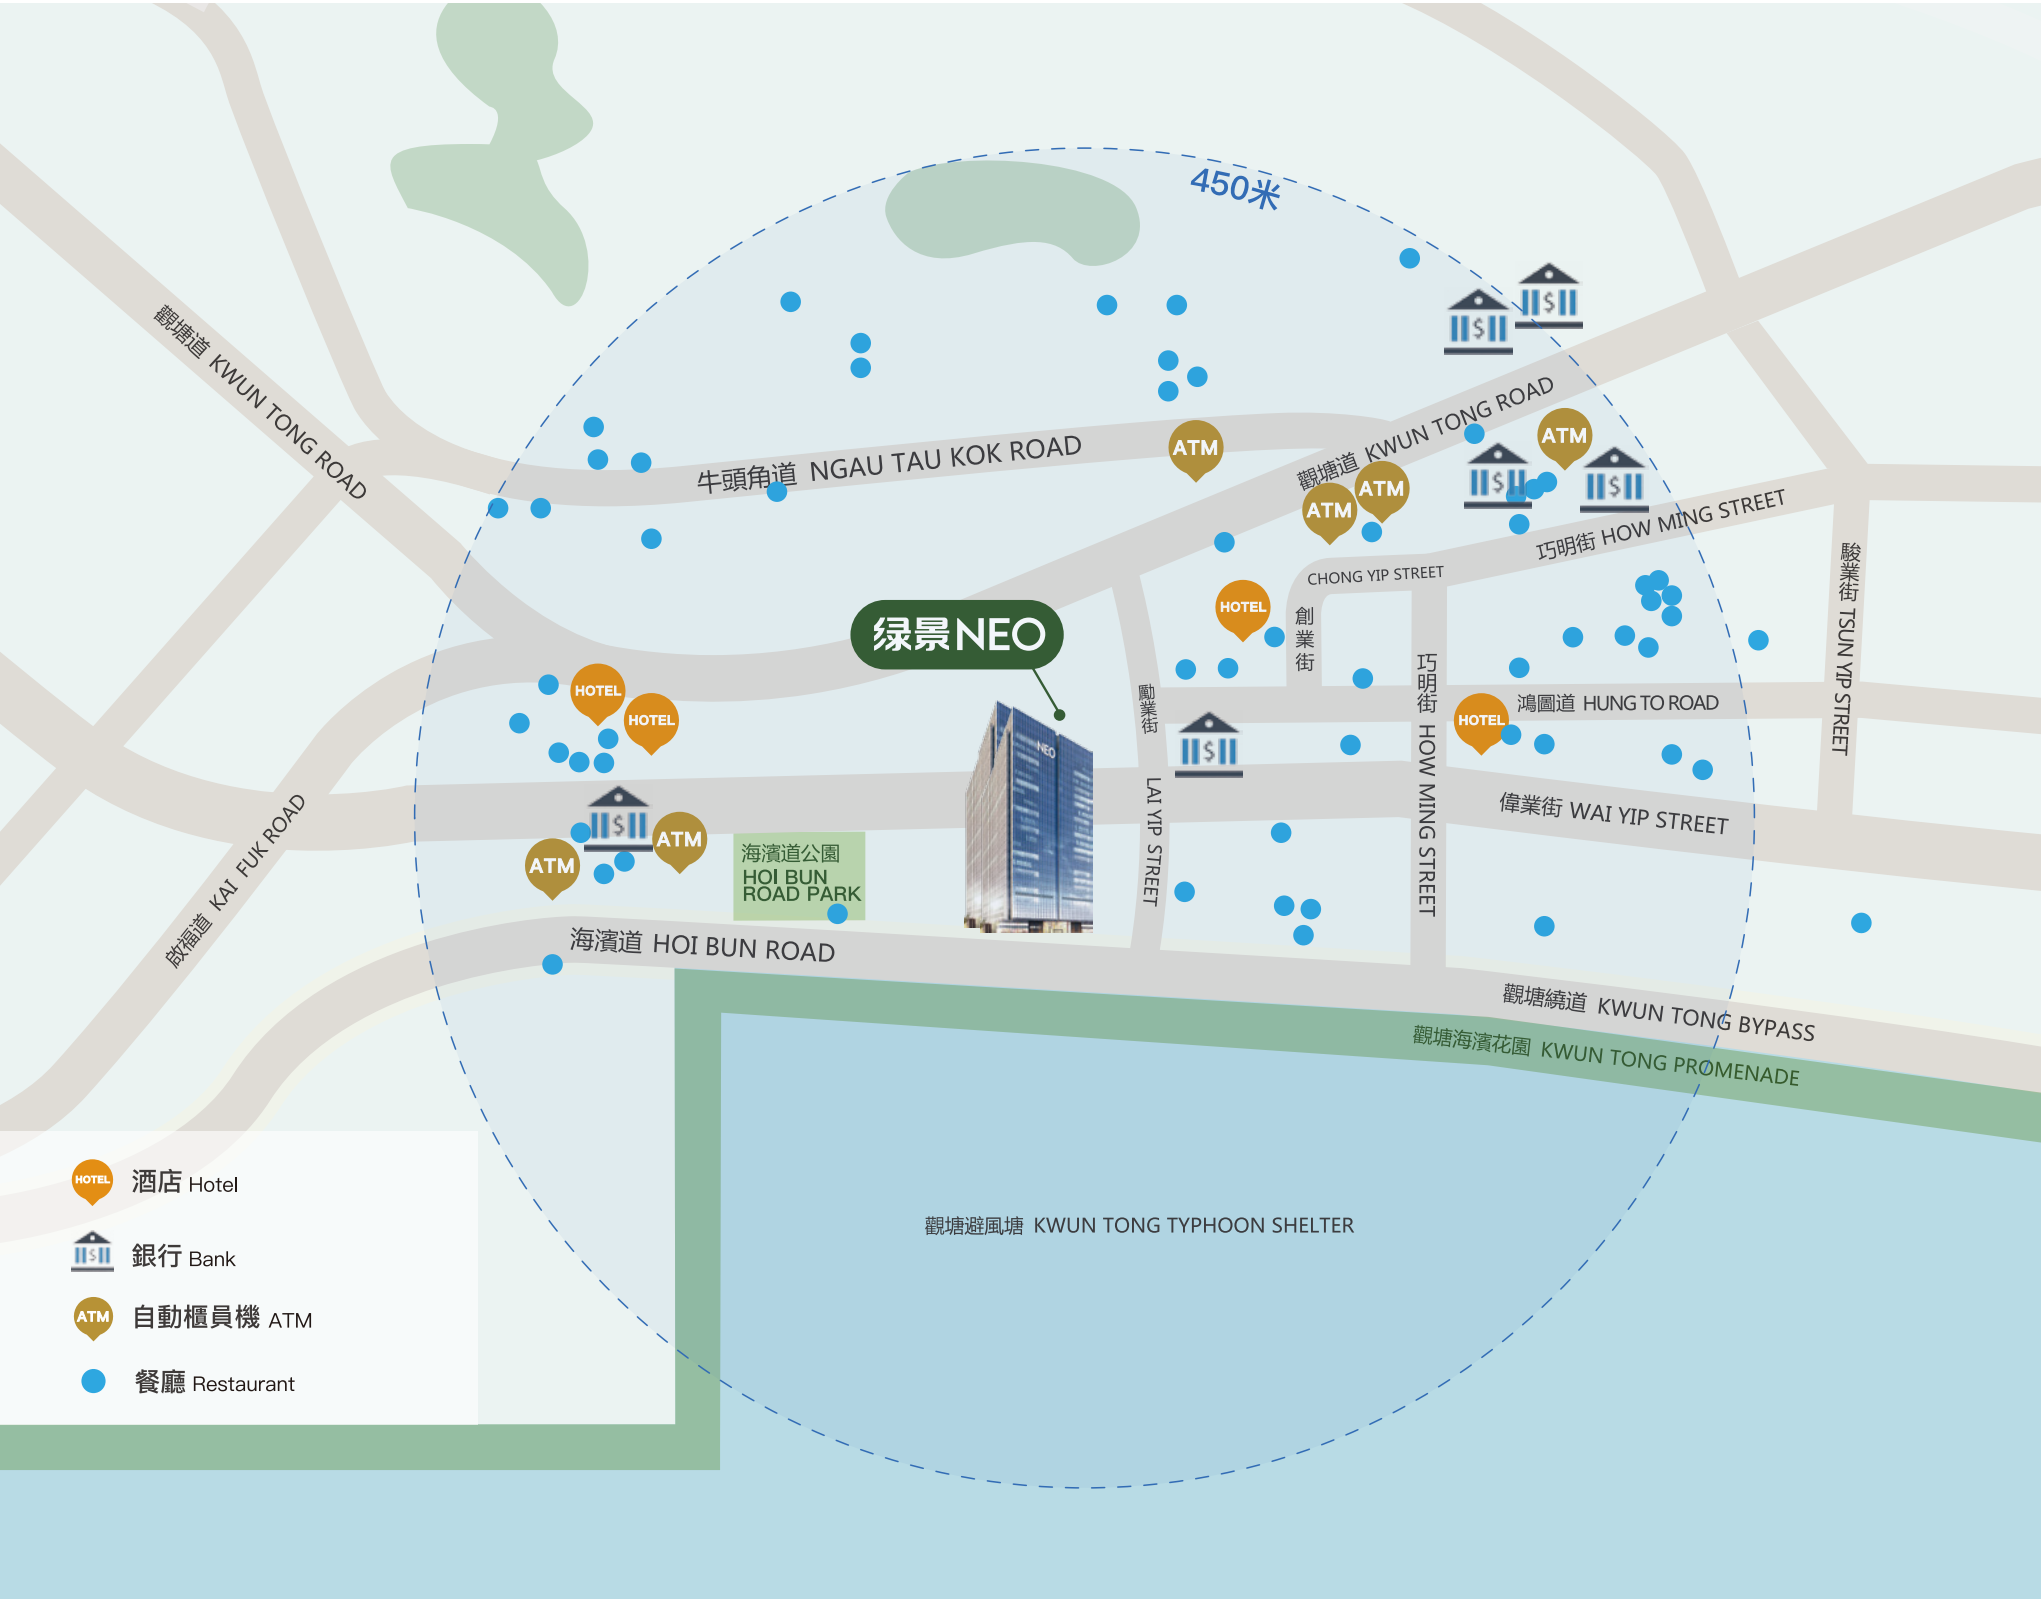 450米
觀塘道 KWUN TONG ROAD
觀塘道 KWUN TONG ROAD
牛頭角道 NGAU TAU KOK ROAD
ATM
ATM
ATM
ATM
巧明街 HOW MING STREET
CHONG YIP STREET
創業街
駿業街 TSUN YIP STREET
HOTEL
绿景NEO
HOTEL
HOTEL
HOTEL
NEO
勵業街
LAI YIP STREET
巧明街 HOW MING STREET
鴻圖道 HUNG TO ROAD
偉業街 WAI YIP STREET
ATM
ATM
海濱道公園
HOI BUN
ROAD PARK
啟福道 KAI FUK ROAD
海濱道 HOI BUN ROAD
觀塘繞道 KWUN TONG BYPASS
觀塘海濱花園 KWUN TONG PROMENADE
觀塘避風塘 KWUN TONG TYPHOON SHELTER
HOTEL 酒店 Hotel
$ 銀行 Bank
ATM 自動櫃員機 ATM
餐廳 Restaurant